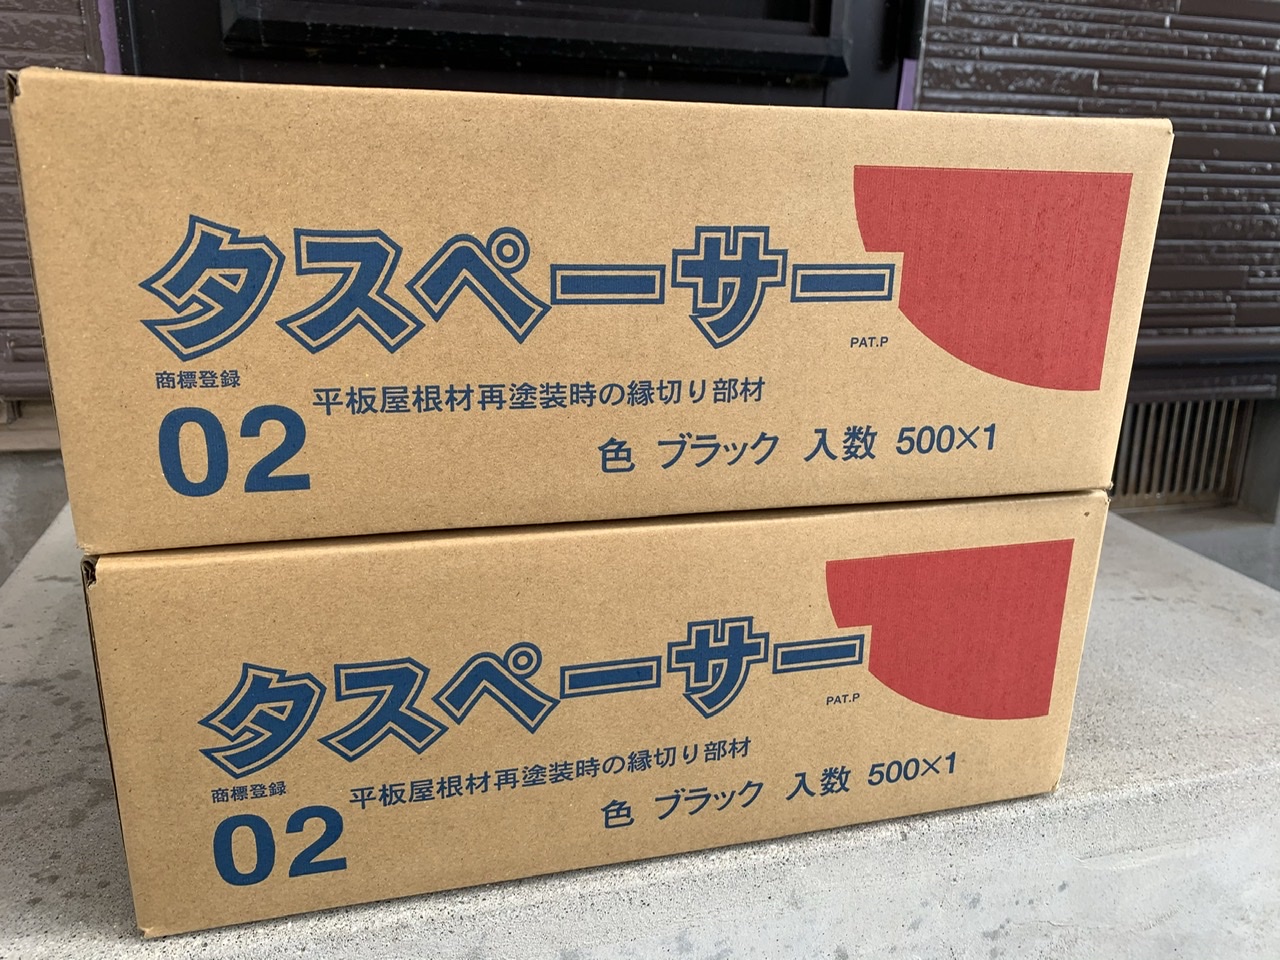 タスペーサー
PAT.P
商標登録
02 平板屋根材再塗装時の縁切り部材
色 ブラック 入数 500×1
タスペーサー
PAT.P
商標登録
02 平板屋根材再塗装時の縁切り部材
色 ブラック 入数 500×1